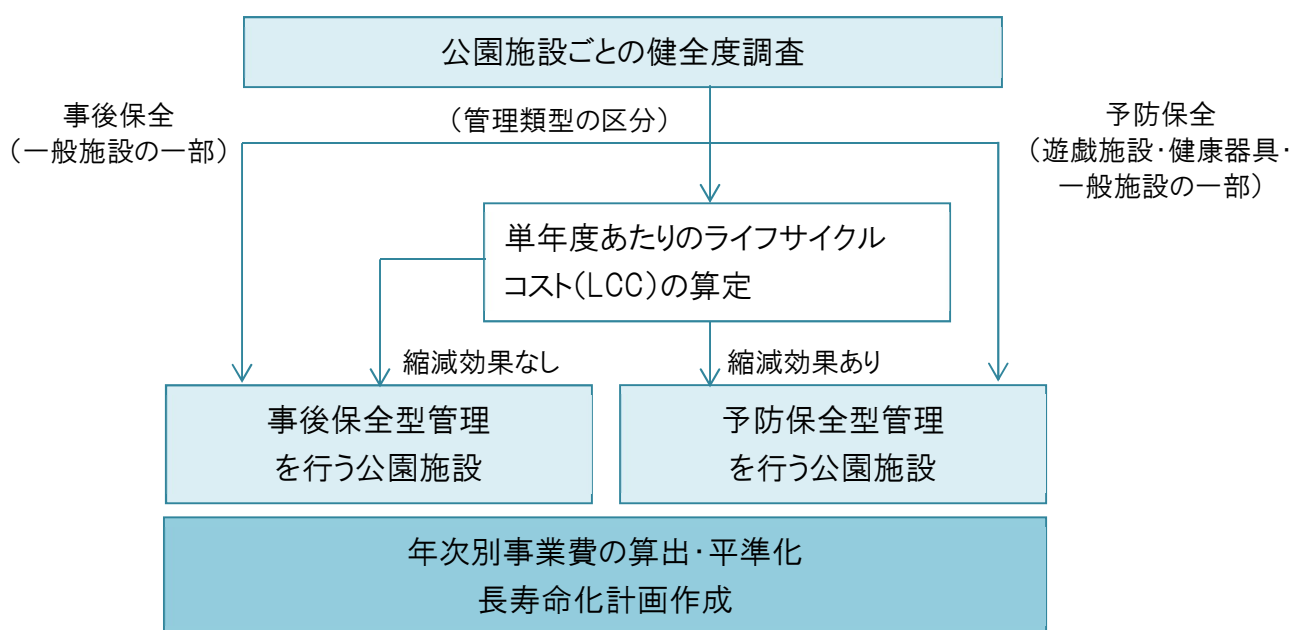 公園施設ごとの健全度調査
事後保全
（一般施設の一部）
（管理類型の区分）
予防保全
（遊戯施設・健康器具・
一般施設の一部）
単年度あたりのライフサイクル
コスト（LCC）の算定
縮減効果なし
縮減効果あり
事後保全型管理
を行う公園施設
予防保全型管理
を行う公園施設
年次別事業費の算出・平準化
長寿命化計画作成